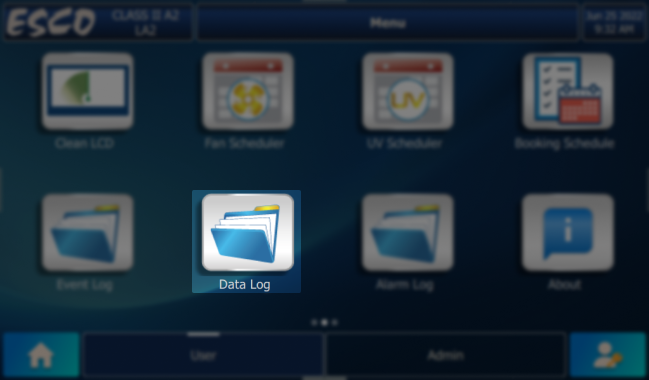 ESCO
CLASS II A2
LA2
Menu
Jun 25 2022
9:32 AM
Clean LCD
Fan Scheduler
UV
UV Scheduler
Booking Schedule
Event Log
Data Log
Alarm Log
i
About
User
Admin